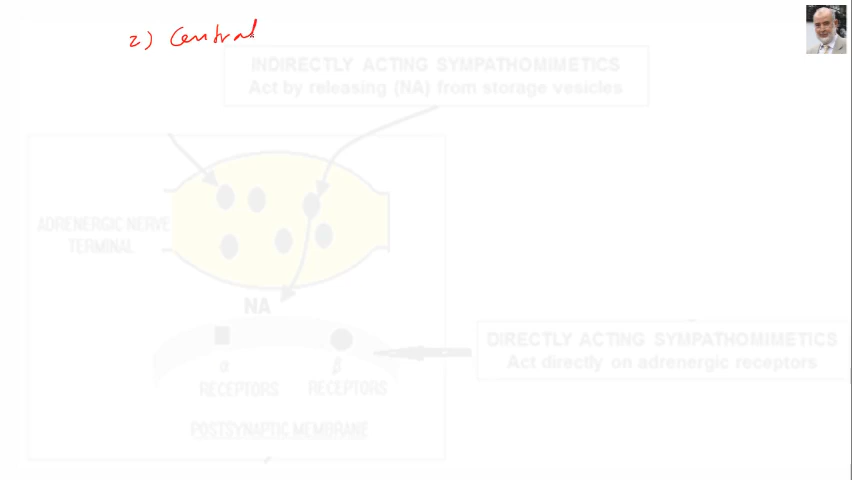 2) Central
INDIRECTLY ACTING SYMPATHOMIMETICS
Act by releasing (NA) from storage vesicles
ADRENERGIC NERVE
TERMINAL
NA
DIRECTLY ACTING SYMPATHOMIMETICS
Act directly on adrenergic receptors
α
RECEPTORS
β
RECEPTORS
POSTSYNAPTIC MEMBRANE